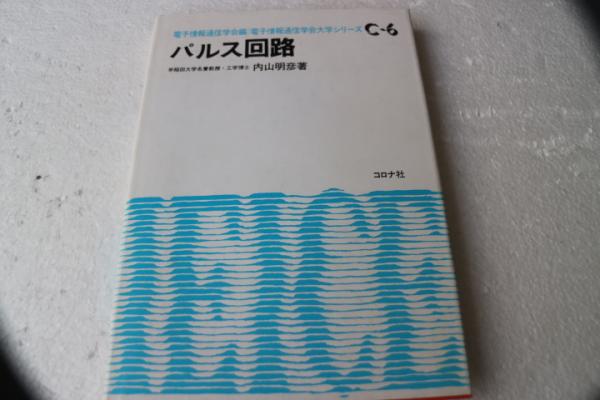 電子情報通信学会編 電子情報通信学会大学シリーズ C-6
パルス回路
早稲田大学名誉教授・工学博士 内山明彦著
コロナ社